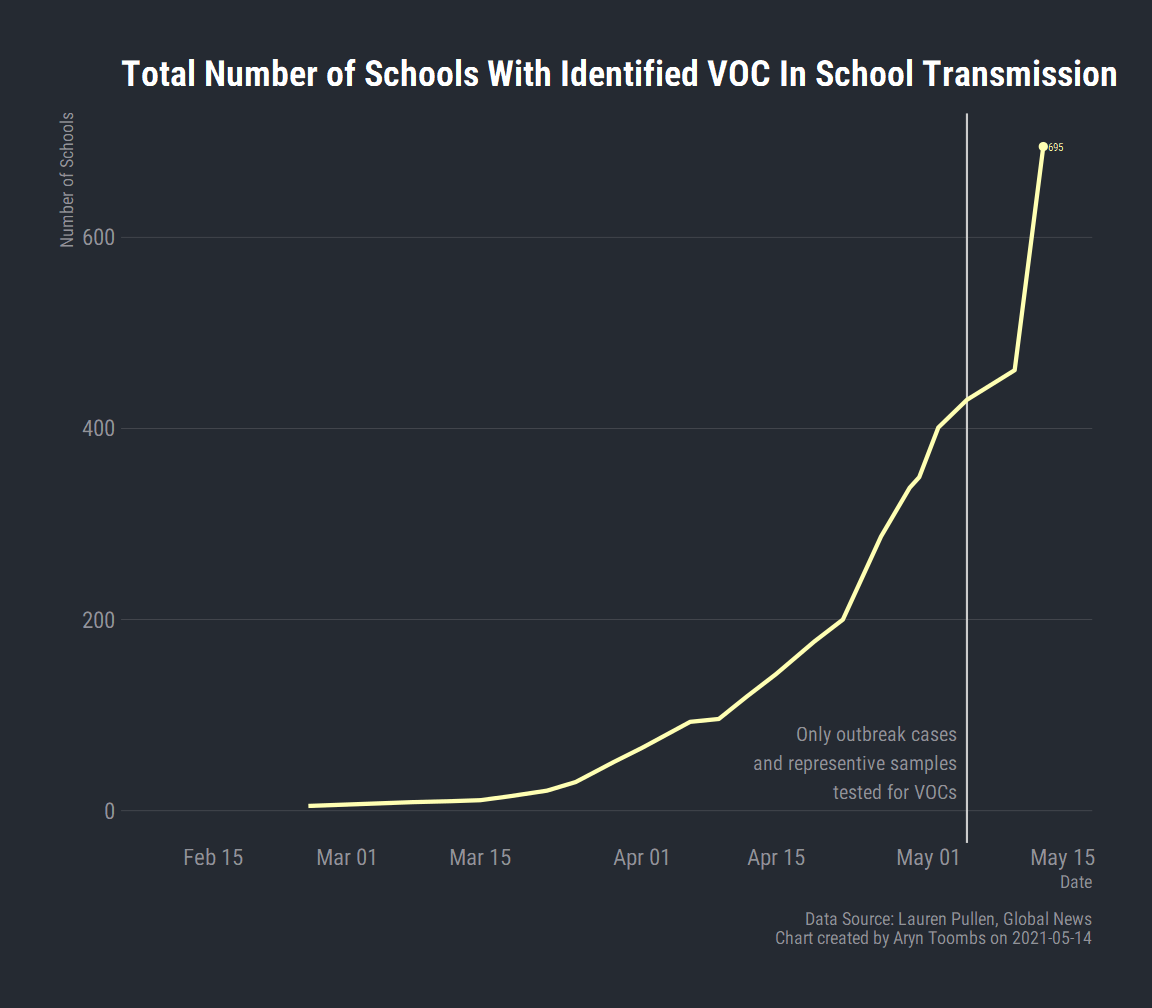 Total Number of Schools With Identified VOC In School Transmission
Number of Schools
695
600
400
200
0
Only outbreak cases
and representive samples
tested for VOCs
Feb 15 Mar 01 Mar 15 Apr 01 Apr 15 May 01 May 15
Date
Data Source: Lauren Pullen, Global News
Chart created by Aryn Toombs on 2021-05-14